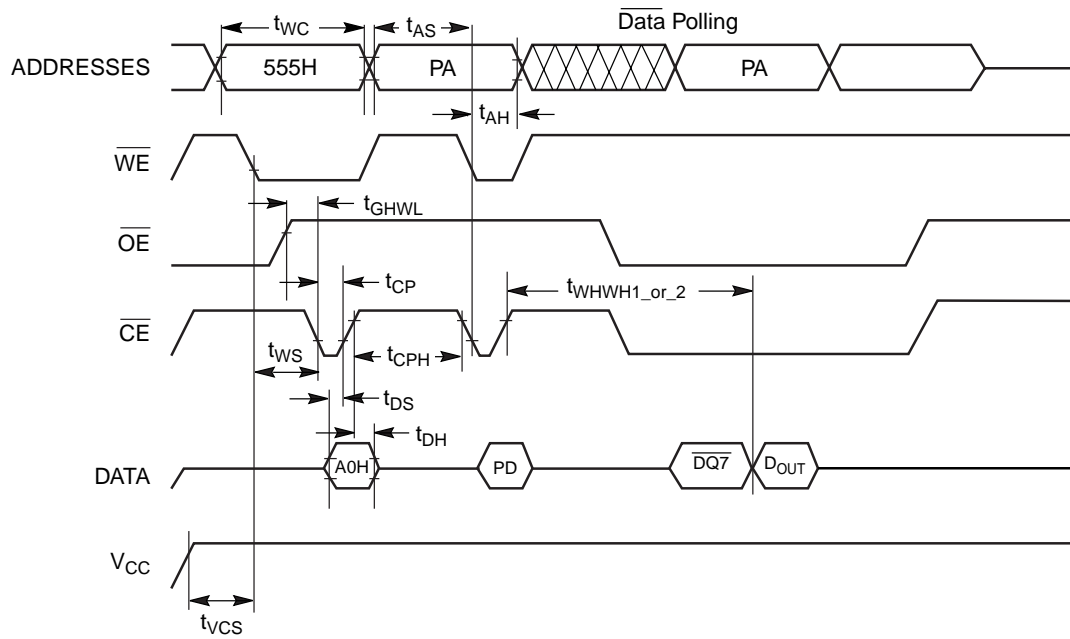 tWC
tAS
Data Polling
ADDRESSES
555H
PA
PA
tAH
WE
tGHWL
OE
tCP
tWHWH1_or_2
CE
tWS
tCPH
tDS
tDH
DATA
A0H
PD
DQ7
DOUT
VCC
tVCS